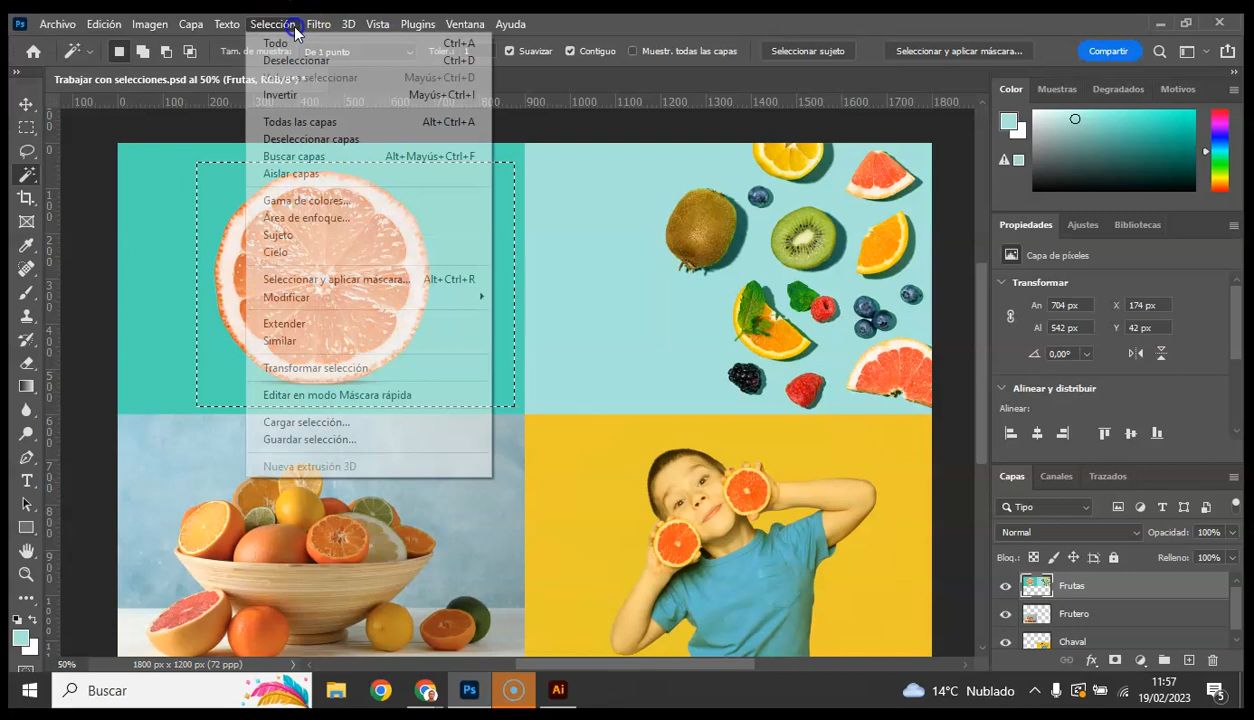 Ps Archivo Edición Imagen Capa Texto Selección Filtro 3D Vista Plugins Ventana Ayuda
Tam. de muestra: De 1 punto Toler.: 1 Suavizar Contiguo Muestr. todas las capas Seleccionar sujeto Seleccionar y aplicar máscara... Compartir
Trabajar con selecciones.psd al 50% (Frutas, RGB/8*) *
100 0 100 200 300 400 500 600 700 800 900 1000 1100 1200 1300 1400 1500 1600 1700 1800
Todo Ctrl+A
Deseleccionar Ctrl+D
Volver a seleccionar Mayús+Ctrl+D
Invertir Mayús+Ctrl+I
Todas las capas Alt+Ctrl+A
Deseleccionar capas
Buscar capas Alt+Mayús+Ctrl+F
Aislar capas
Gama de colores...
Área de enfoque...
Sujeto
Cielo
Seleccionar y aplicar máscara... Alt+Ctrl+R
Modificar
Extender
Similar
Transformar selección
Editar en modo Máscara rápida
Cargar selección...
Guardar selección...
Nueva extrusión 3D
Color Muestras Degradados Motivos
Propiedades Ajustes Bibliotecas
Capa de píxeles
Transformar
An 704 px X 174 px
Al 542 px Y 42 px
0,00°
Alinear y distribuir
Alinear:
Capas Canales Trazados
Tipo
Normal Opacidad: 100%
Bloq.: Relleno: 100%
Frutas
Frutero
Chaval
50% 1800 px x 1200 px (72 ppp)
Buscar Ps Ai 14°C Nublado 11:57
19/02/2023 5